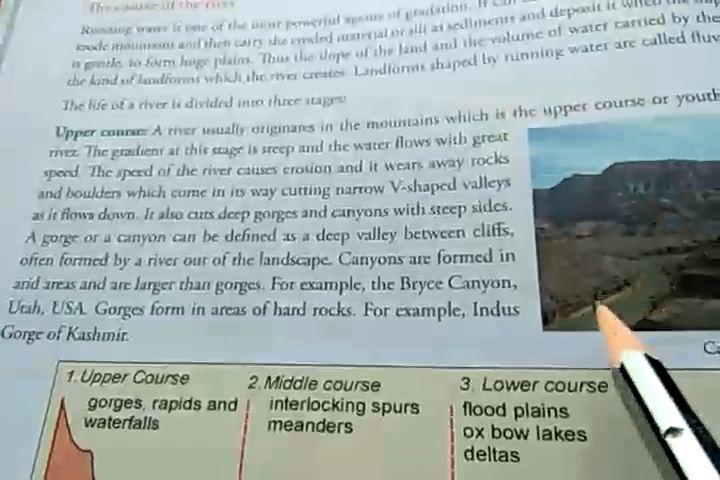 The course of the river
Running water is one of the most powerful agents of gradation. It can
erode mountains and then carry the eroded material or silt as sediments and deposit it when the slop
is gentle, to form huge plains. Thus the slope of the land and the volume of water carried by the
the kind of landforms which the river creates. Landforms shaped by running water are called fluv
The life of a river is divided into three stages:
Upper course: A river usually originates in the mountains which is the upper course or youth
river. The gradient at this stage is steep and the water flows with great
speed. The speed of the river causes erosion and it wears away rocks
and boulders which come in its way cutting narrow V-shaped valleys
as it flows down. It also cuts deep gorges and canyons with steep sides.
A gorge or a canyon can be defined as a deep valley between cliffs,
often formed by a river out of the landscape. Canyons are formed in
arid areas and are larger than gorges. For example, the Bryce Canyon,
Utah, USA. Gorges form in areas of hard rocks. For example, Indus
Gorge of Kashmir.
Ca
1. Upper Course
gorges, rapids and
waterfalls
2. Middle course
interlocking spurs
meanders
3, Lower course
flood plains
ox bow lakes
deltas